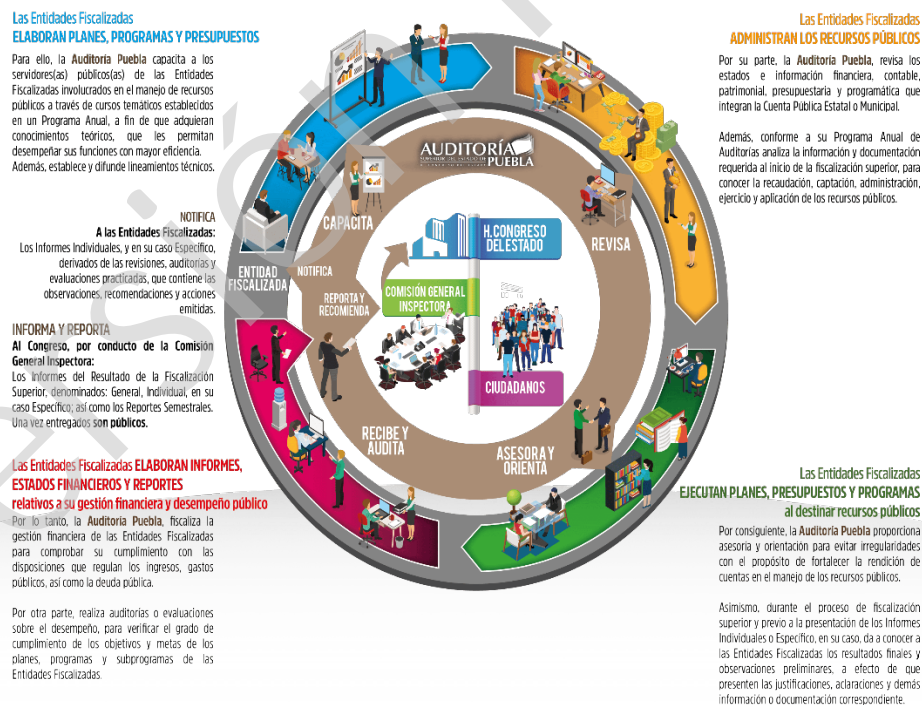 Las Entidades Fiscalizadas
ELABORAN PLANES, PROGRAMAS Y PRESUPUESTOS
Para ello, la Auditoría Puebla capacita a los
servidores(as) públicos(as) de las Entidades
Fiscalizadas involucrados en el manejo de recursos
públicos a través de cursos temáticos establecidos
en un Programa Anual, a fin de que adquieran
conocimientos teóricos, que les permitan
desempeñar sus funciones con mayor eficiencia.
Además, establece y difunde lineamientos técnicos.
NOTIFICA
A las Entidades Fiscalizadas:
Los Informes Individuales, y en su caso Específico,
derivados de las revisiones, auditorías y
evaluaciones practicadas, que contiene las
observaciones, recomendaciones y acciones
emitidas.
INFORMA Y REPORTA
Al Congreso, por conducto de la Comisión
General Inspectora:
Los Informes del Resultado de la Fiscalización
Superior, denominados: General, Individual, en su
caso Específico; así como los Reportes Semestrales.
Una vez entregados son públicos.
Las Entidades Fiscalizadas ELABORAN INFORMES,
ESTADOS FINANCIEROS Y REPORTES
relativos a su gestión financiera y desempeño público
Por lo tanto, la Auditoría Puebla, fiscaliza la
gestión financiera de las Entidades Fiscalizadas
para comprobar su cumplimiento con las
disposiciones que regulan los ingresos, gastos
públicos, así como la deuda pública.
Por otra parte, realiza auditorías o evaluaciones
sobre el desempeño, para verificar el grado de
cumplimiento de los objetivos y metas de los
planes, programas y subprogramas de las
Entidades Fiscalizadas.
AUDITORÍA
PUEBLA
CAPACITA
REVISA
H. CONGRESO
DEL ESTADO
ENTIDAD
FISCALIZADA
NOTIFICA
REPORTA Y
RECOMIENDA
COMISIÓN GENERAL
INSPECTORA
CIUDADANOS
RECIBE Y
AUDITA
ASESORA Y
ORIENTA
Las Entidades Fiscalizadas
ADMINISTRAN LOS RECURSOS PÚBLICOS
Por su parte, la Auditoría Puebla, revisa los
estados e información financiera, contable,
patrimonial, presupuestaria y programática que
integran la Cuenta Pública Estatal o Municipal.
Además, conforme a su Programa Anual de
Auditorías analiza la información y documentación
requerida al inicio de la fiscalización superior, para
conocer la recaudación, captación, administración,
ejercicio y aplicación de los recursos públicos.
Las Entidades Fiscalizadas
EJECUTAN PLANES, PRESUPUESTOS Y PROGRAMAS
al destinar recursos públicos
Por consiguiente, la Auditoría Puebla proporciona
asesoría y orientación para evitar irregularidades
con el propósito de fortalecer la rendición de
cuentas en el manejo de los recursos públicos.
Asimismo, durante el proceso de fiscalización
superior y previo a la presentación de los Informes
Individuales o Específico, en su caso, da a conocer a
las Entidades Fiscalizadas los resultados finales y
observaciones preliminares, a efecto de que
presenten las justificaciones, aclaraciones y demás
información o documentación correspondiente.